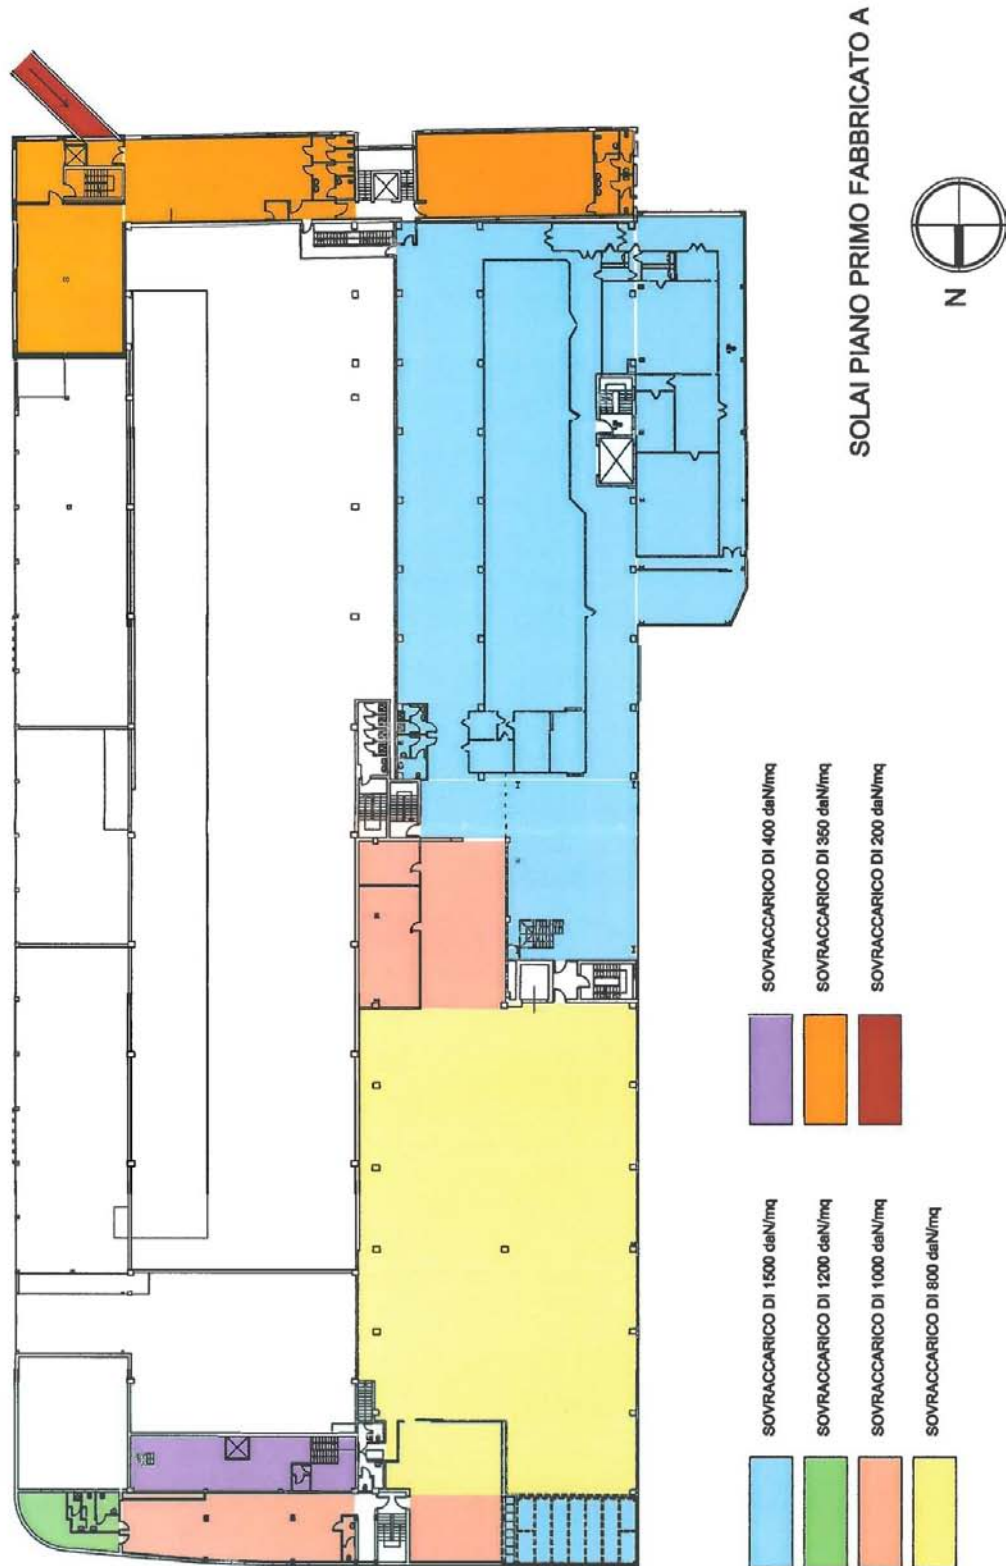 SOLAI PIANO PRIMO FABBRICATO A
N
SOVRACCARICO DI 1500 daN/mq
SOVRACCARICO DI 1200 daN/mq
SOVRACCARICO DI 1000 daN/mq
SOVRACCARICO DI 800 daN/mq
SOVRACCARICO DI 400 daN/mq
SOVRACCARICO DI 350 daN/mq
SOVRACCARICO DI 200 daN/mq